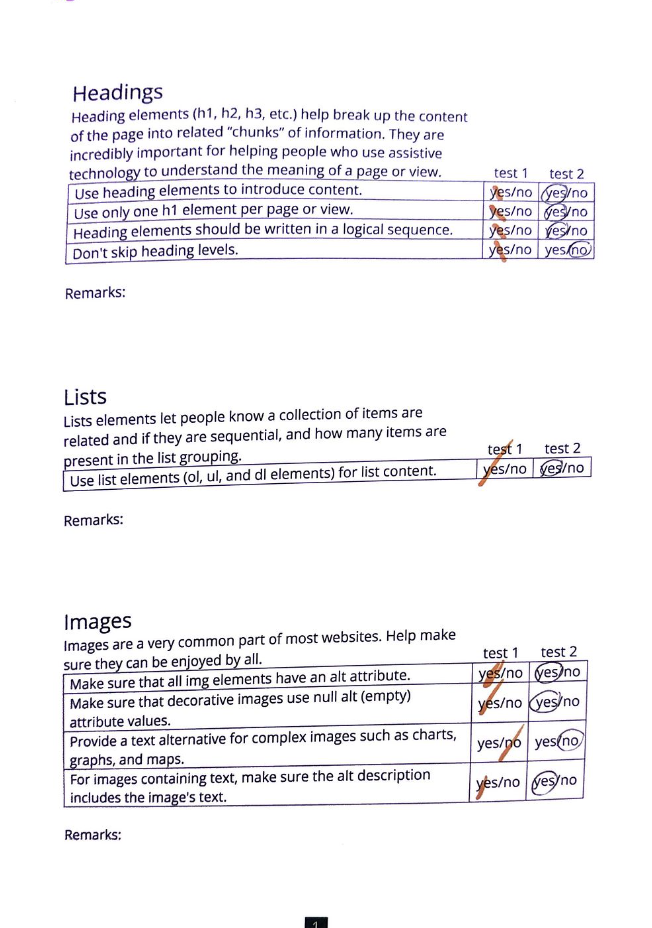 Headings
Heading elements (h1, h2, h3, etc.) help break up the content
of the page into related “chunks” of information. They are
incredibly important for helping people who use assistive
technology to understand the meaning of a page or view. test 1 test 2
Use heading elements to introduce content. yes/no yes/no
Use only one h1 element per page or view. yes/no yes/no
Heading elements should be written in a logical sequence. yes/no yes/no
Don't skip heading levels. yes/no yes/no
Remarks:
Lists
Lists elements let people know a collection of items are
related and if they are sequential, and how many items are
present in the list grouping. test 1 test 2
Use list elements (ol, ul, and dl elements) for list content. yes/no yes/no
Remarks:
Images
Images are a very common part of most websites. Help make
sure they can be enjoyed by all. test 1 test 2
Make sure that all img elements have an alt attribute. yes/no yes/no
Make sure that decorative images use null alt (empty)
attribute values. yes/no yes/no
Provide a text alternative for complex images such as charts,
graphs, and maps. yes/no yes/no
For images containing text, make sure the alt description
includes the image's text. yes/no yes/no
Remarks:
1